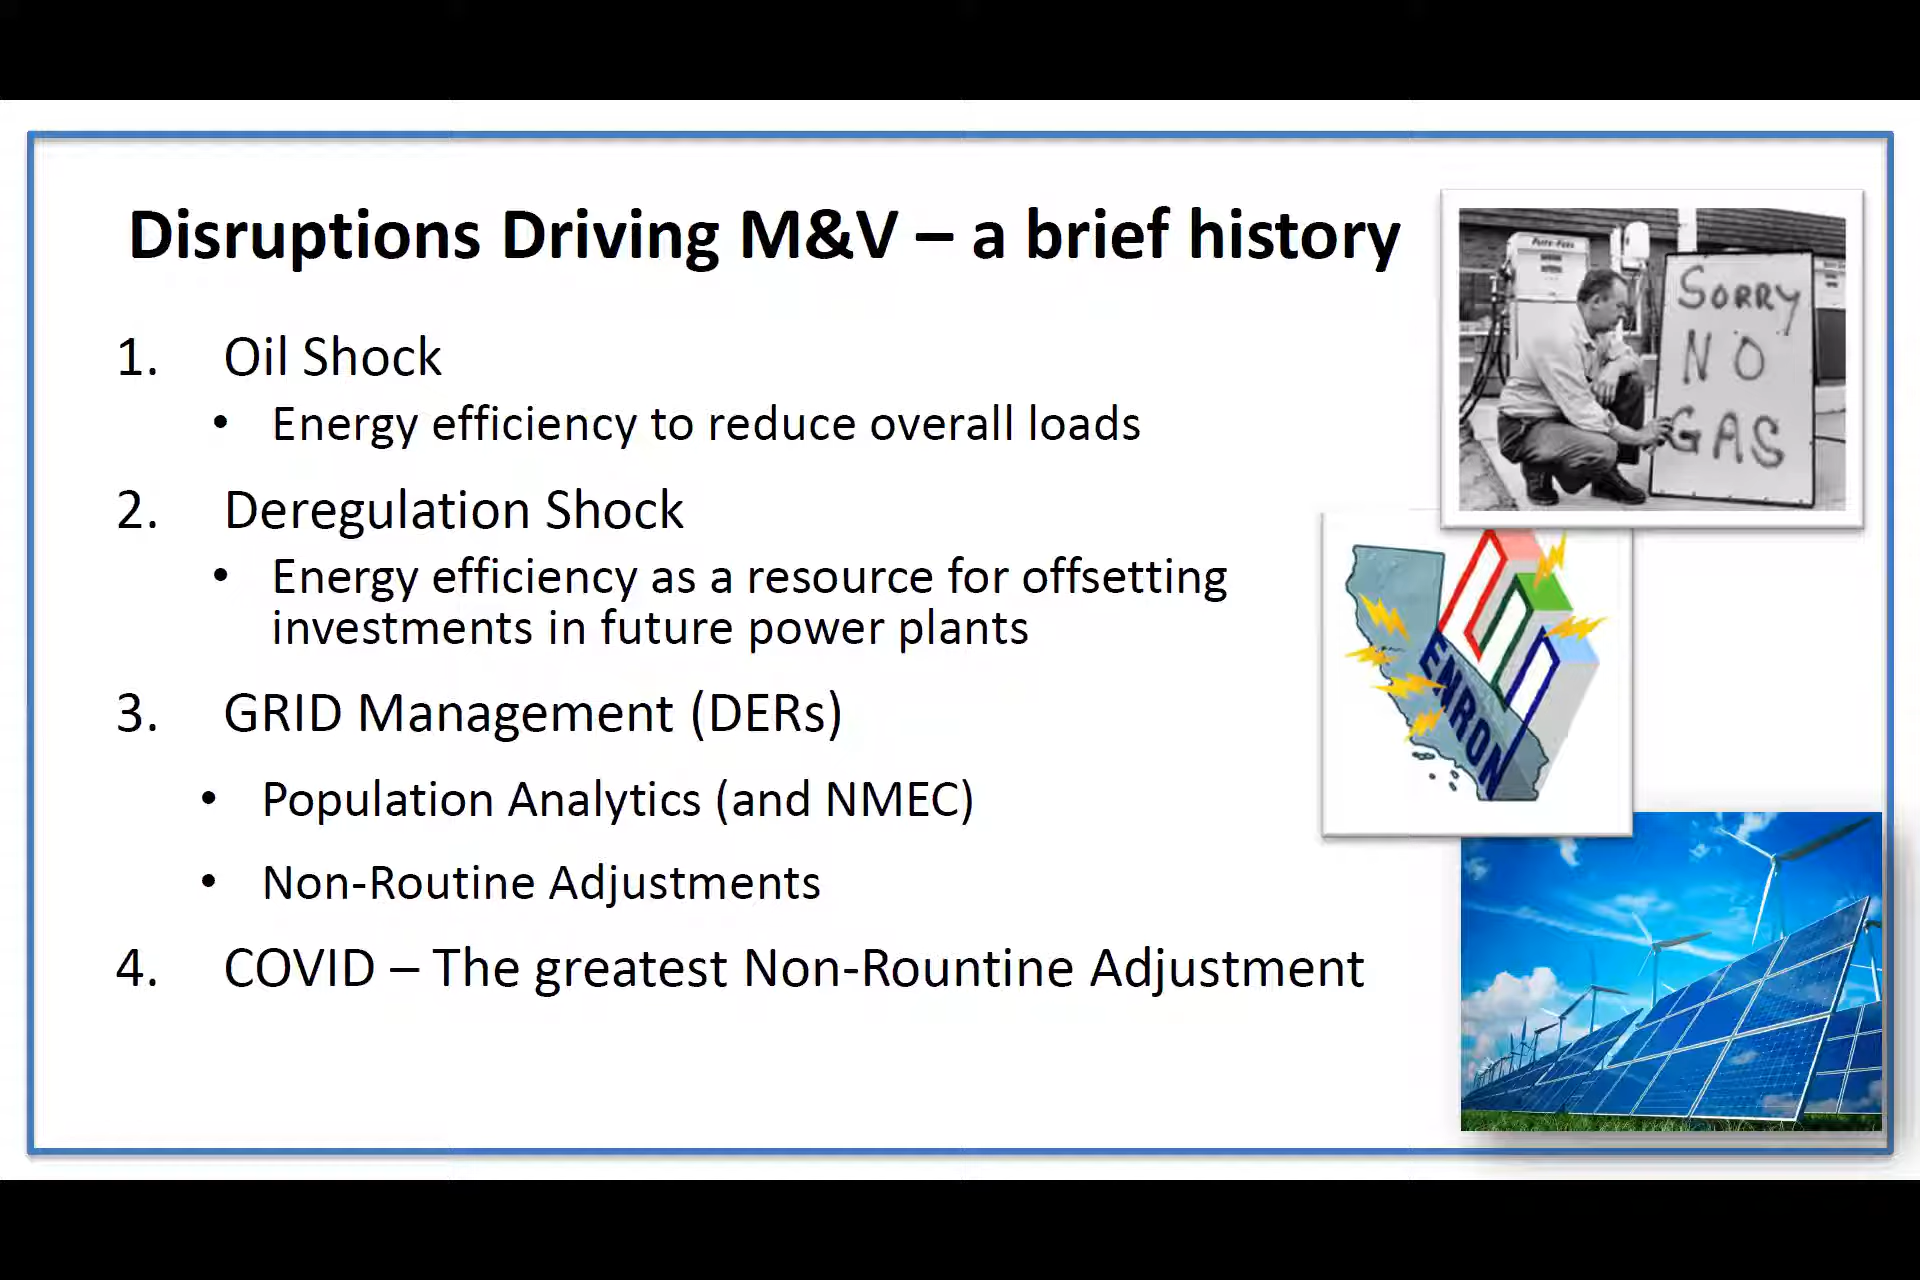 Disruptions Driving M&V – a brief history
1. Oil Shock
• Energy efficiency to reduce overall loads
2. Deregulation Shock
• Energy efficiency as a resource for offsetting
investments in future power plants
3. GRID Management (DERs)
• Population Analytics (and NMEC)
• Non-Routine Adjustments
4. COVID – The greatest Non-Rountine Adjustment
SORRY
NO
GAS
ENRON